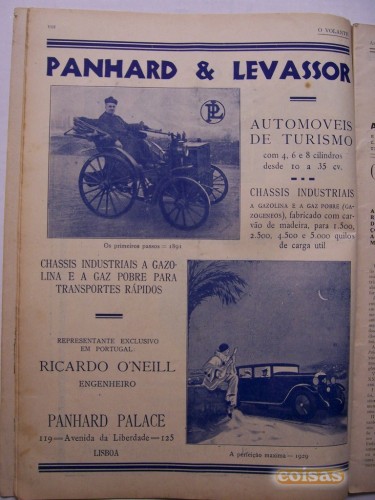 O VOLANTE
PANHARD & LEVASSOR
PL
AUTOMOVEIS
DE TURISMO
com 4, 6 e 8 cilindros
desde 10 a 35 cv.
CHASSIS INDUSTRIAIS
A GAZOLINA E A GAZ POBRE (GA-
ZOGENEOS), fabricado com car-
vão de madeira, para 1.500,
2.500, 4.500 e 5.000 quilos
de carga util
Os primeiros passos — 1891
CHASSIS INDUSTRIAIS A GAZO-
LINA E A GAZ POBRE PARA
TRANSPORTES RÁPIDOS
REPRESENTANTE EXCLUSIVO
EM PORTUGAL
RICARDO O'NEILL
ENGENHEIRO
PANHARD PALACE
119 — Avenida da Liberdade — 125
LISBOA
A perfeição maxima — 1929
coisas